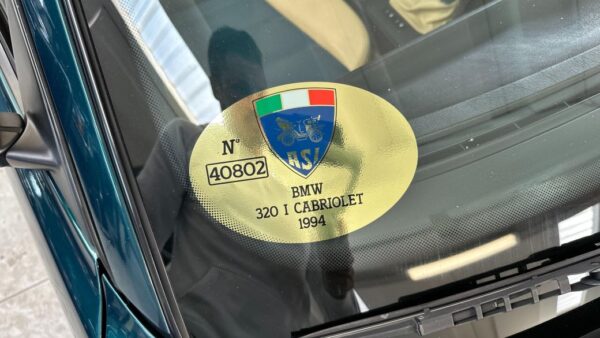 N°
40802
ASI
BMW
320 I CABRIOLET
1994